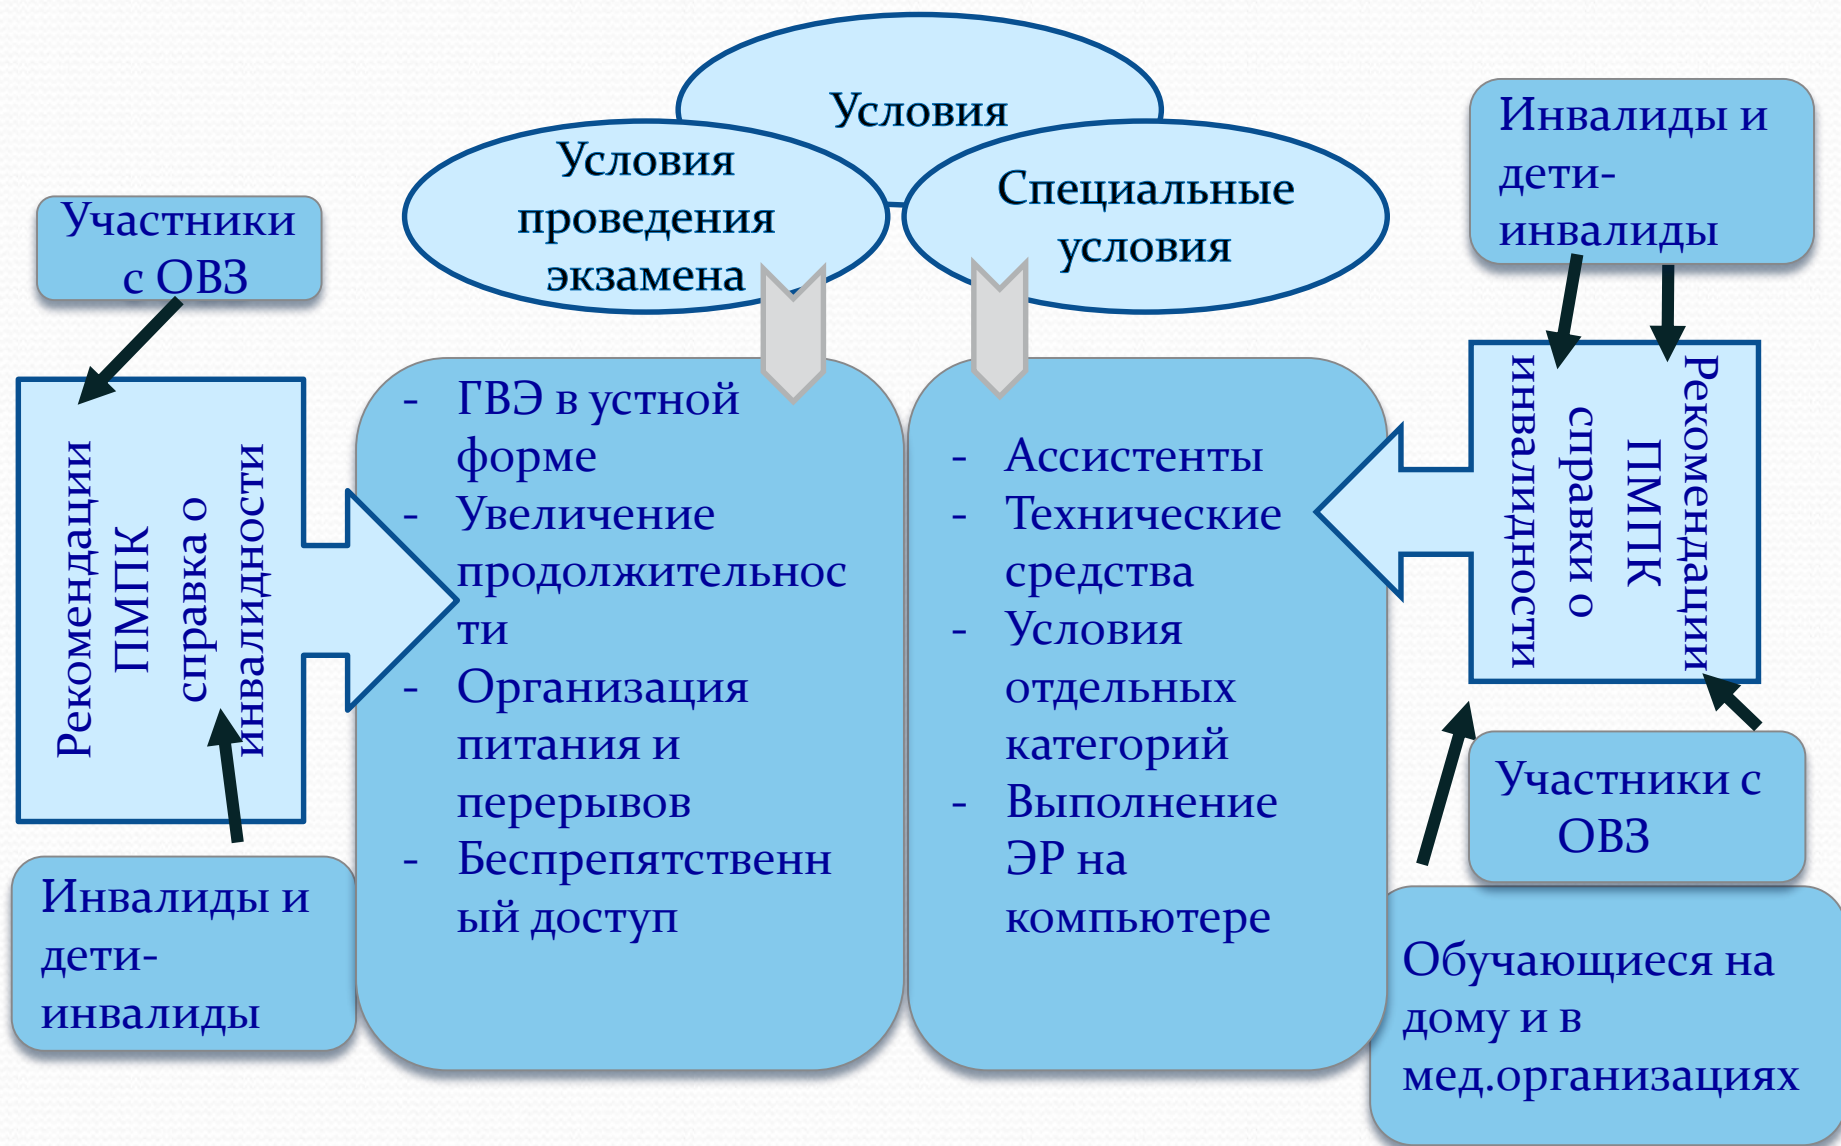 Условия
Условия
проведения
экзамена
Специальные
условия
Участники
с ОВЗ
Рекомендации
ПМПК
справка о
инвалидности
Инвалиды и
дети-
инвалиды
- ГВЭ в устной
форме
- Увеличение
продолжительнос
ти
- Организация
питания и
перерывов
- Беспрепятственн
ый доступ
- Ассистенты
- Технические
средства
- Условия
отдельных
категорий
- Выполнение
ЭР на
компьютере
Инвалиды и
дети-
инвалиды
Рекомендации
ПМПК
справки о
инвалидности
Участники с
ОВЗ
Обучающиеся на
дому и в
мед.организациях